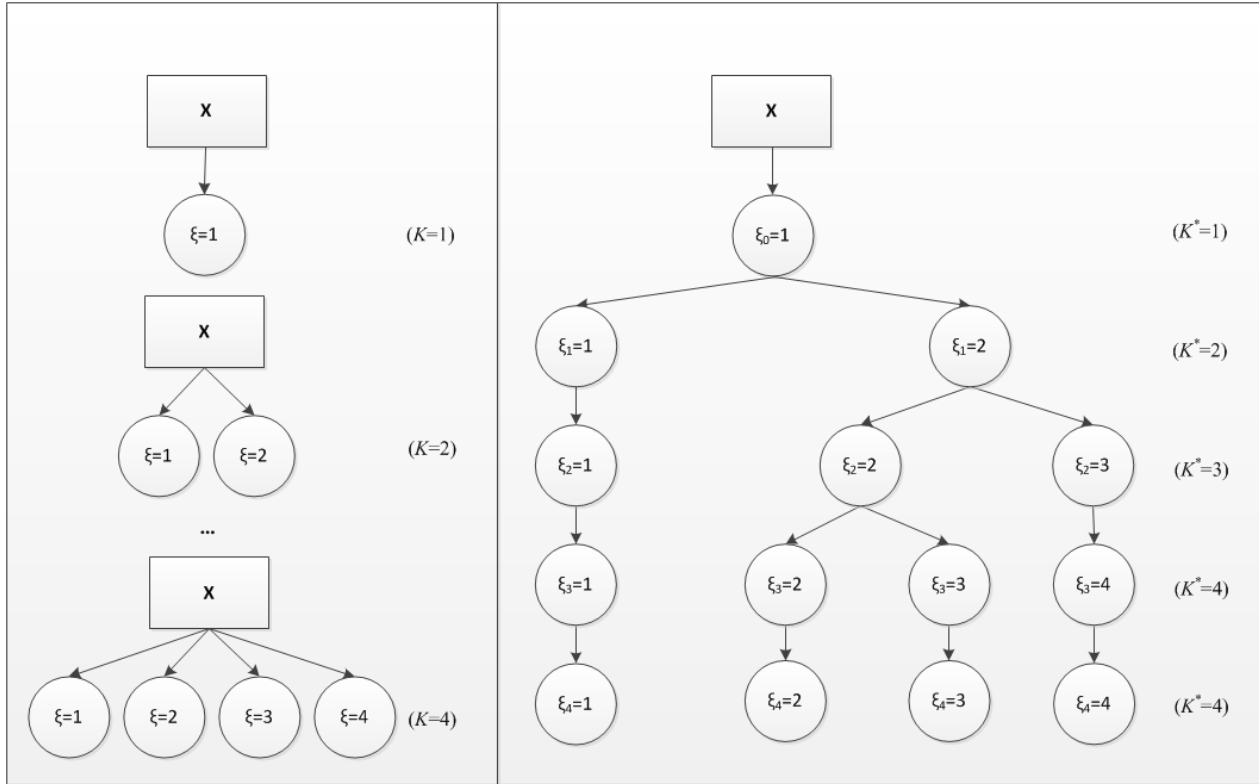 X
ξ=1
(K=1)
X
ξ=1 ξ=2
(K=2)
...
X
ξ=1 ξ=2 ξ=3 ξ=4
(K=4)
X
ξ₀=1
(K*=1)
ξ₁=1 ξ₁=2
(K*=2)
ξ₂=1 ξ₂=2 ξ₂=3
(K*=3)
ξ₃=1 ξ₃=2 ξ₃=3 ξ₃=4
(K*=4)
ξ₄=1 ξ₄=2 ξ₄=3 ξ₄=4
(K*=4)